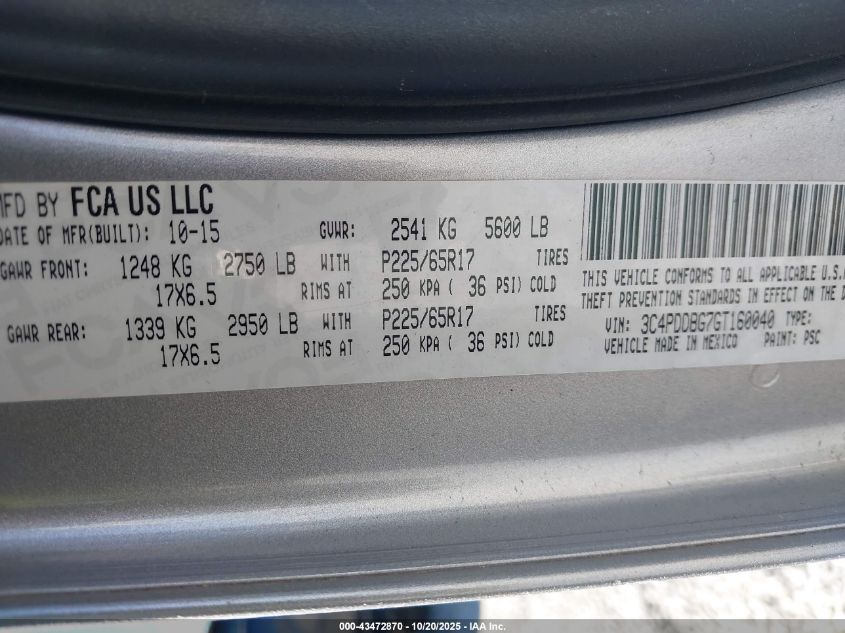 MFD BY FCA US LLC
DATE OF MFR(BUILT): 10-15 GVWR: 2541 KG 5600 LB
GAWR FRONT: 1248 KG 2750 LB WITH P225/65R17 TIRES
17X6.5 RIMS AT 250 KPA ( 36 PSI) COLD
GAWR REAR: 1339 KG 2950 LB WITH P225/65R17 TIRES
17X6.5 RIMS AT 250 KPA ( 36 PSI) COLD
THIS VEHICLE CONFORMS TO ALL APPLICABLE U.S.
THEFT PREVENTION STANDARDS IN EFFECT ON THE D
VIN: 3C4PDDBG7GT160040 TYPE:
VEHICLE MADE IN MEXICO PAINT: PSC
000-43472870 - 10/20/2025 - IAA Inc.